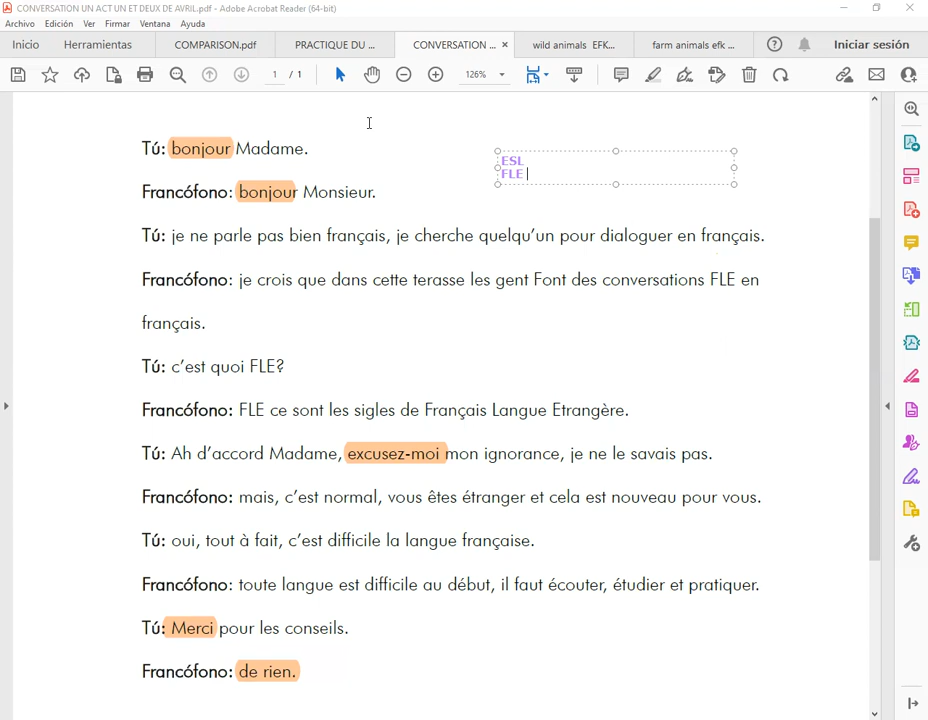 CONVERSATION UN ACT UN ET DEUX DE AVRIL.pdf - Adobe Acrobat Reader (64-bit)
Archivo Edición Ver Firmar Ventana Ayuda
Inicio Herramientas COMPARISON.pdf PRACTIQUE DU ... CONVERSATION ... × wild animals EFK... farm animals efk ... Iniciar sesión
1 / 1 126%
Tú: bonjour Madame.
ESL
FLE
Francófono: bonjour Monsieur.
Tú: je ne parle pas bien français, je cherche quelqu'un pour dialoguer en français.
Francófono: je crois que dans cette terasse les gent Font des conversations FLE en
français.
Tú: c'est quoi FLE?
Francófono: FLE ce sont les sigles de Français Langue Etrangère.
Tú: Ah d'accord Madame, excusez-moi mon ignorance, je ne le savais pas.
Francófono: mais, c'est normal, vous êtes étranger et cela est nouveau pour vous.
Tú: oui, tout à fait, c'est difficile la langue française.
Francófono: toute langue est difficile au début, il faut écouter, étudier et pratiquer.
Tú: Merci pour les conseils.
Francófono: de rien.